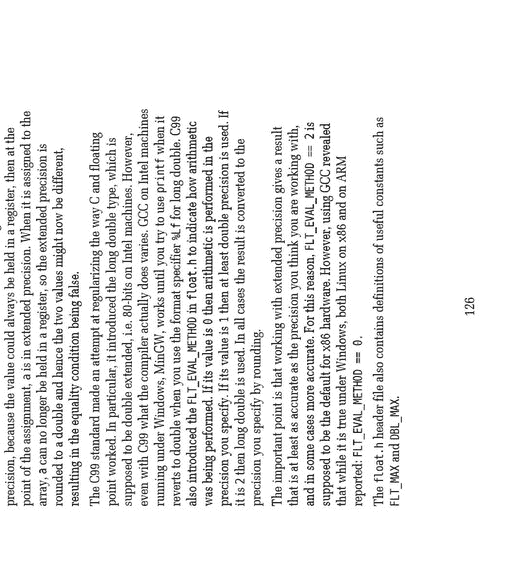 precision, because the value could always be held in a register, then at the
point of the assignment, a is in extended precision. When it is assigned to the
array, a can no longer be held in a register, so the extended precision is
rounded to a double and hence the two values might now be different,
resulting in the equality condition being false.
The C99 standard made an attempt at regularizing the way C and floating
point worked. In particular, it introduced the long double type, which is
supposed to be double extended, i.e. 80-bits on Intel machines. However,
even with C99 what the compiler actually does varies. GCC on Intel machines
running under Windows, MinGW, works until you try to use printf when it
reverts to double when you use the format specifier %Lf for long double. C99
also introduced the FLT_EVAL_METHOD in float.h to indicate how arithmetic
was being performed. If its value is 0 then arithmetic is performed in the
precision you specify. If its value is 1 then at least double precision is used. If
it is 2 then long double is used. In all cases the result is converted to the
precision you specify by rounding.
The important point is that working with extended precision gives a result
that is at least as accurate as the precision you think you are working with,
and in some cases more accurate. For this reason, FLT_EVAL_METHOD == 2 is
supposed to be the default for x86 hardware. However, using GCC revealed
that while it is true under Windows, both Linux on x86 and on ARM
reported: FLT_EVAL_METHOD == 0.
The float.h header file also contains definitions of useful constants such as
FLT_MAX and DBL_MAX.
126